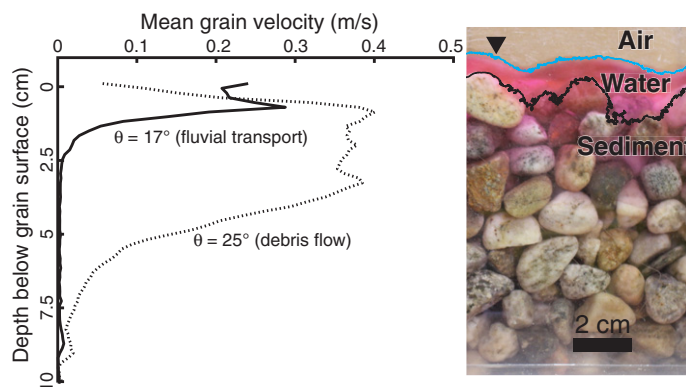 Mean grain velocity (m/s)
0 0.1 0.2 0.3 0.4 0.5
Depth below grain surface (cm)
0
2.5
5
7.5
10
θ = 17° (fluvial transport)
θ = 25° (debris flow)
Air
Water
Sediment
2 cm